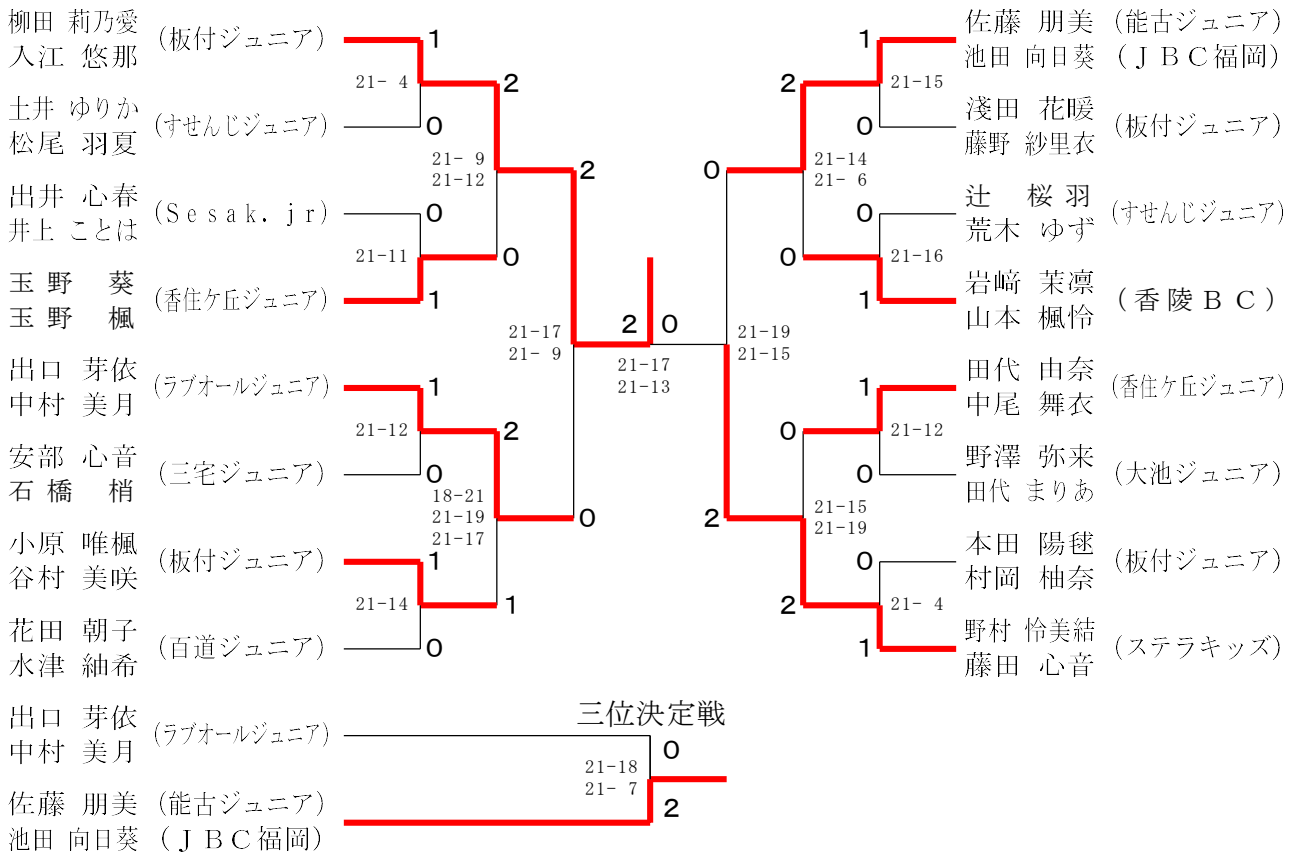 柳田 莉乃愛
入江 悠那
(板付ジュニア)
1
21- 4
土井 ゆりか
松尾 羽夏
(すせんじジュニア)
0
2
21- 9
21-12
出井 心春
井上 ことは
(Sesak. jr)
0
21-11
玉野 葵
玉野 楓
(香住ケ丘ジュニア)
1
0
2
21-17
21- 9
出口 芽依
中村 美月
(ラブオールジュニア)
1
21-12
安部 心音
石橋 梢
(三宅ジュニア)
0
2
18-21
21-19
21-17
小原 唯楓
谷村 美咲
(板付ジュニア)
1
21-14
花田 朝子
水津 紬希
(百道ジュニア)
0
1
0
2 0
21-17
21-13
佐藤 朋美 (能古ジュニア)
池田 向日葵 (ＪＢＣ福岡)
1
21-15
淺田 花暖
藤野 紗里衣
(板付ジュニア)
0
2
21-14
21- 6
辻 桜羽
荒木 ゆず
(すせんじジュニア)
0
21-16
岩﨑 茉凛
山本 楓怜
(香陵ＢＣ)
1
0
0
21-19
21-15
田代 由奈
中尾 舞衣
(香住ケ丘ジュニア)
1
21-12
野澤 弥来
田代 まりあ
(大池ジュニア)
0
0
21-15
21-19
本田 陽毬
村岡 柚奈
(板付ジュニア)
0
21- 4
野村 怜美結
藤田 心音
(ステラキッズ)
1
2
2
三位決定戦
出口 芽依
中村 美月
(ラブオールジュニア)
0
21-18
21- 7
佐藤 朋美 (能古ジュニア)
池田 向日葵 (ＪＢＣ福岡)
2